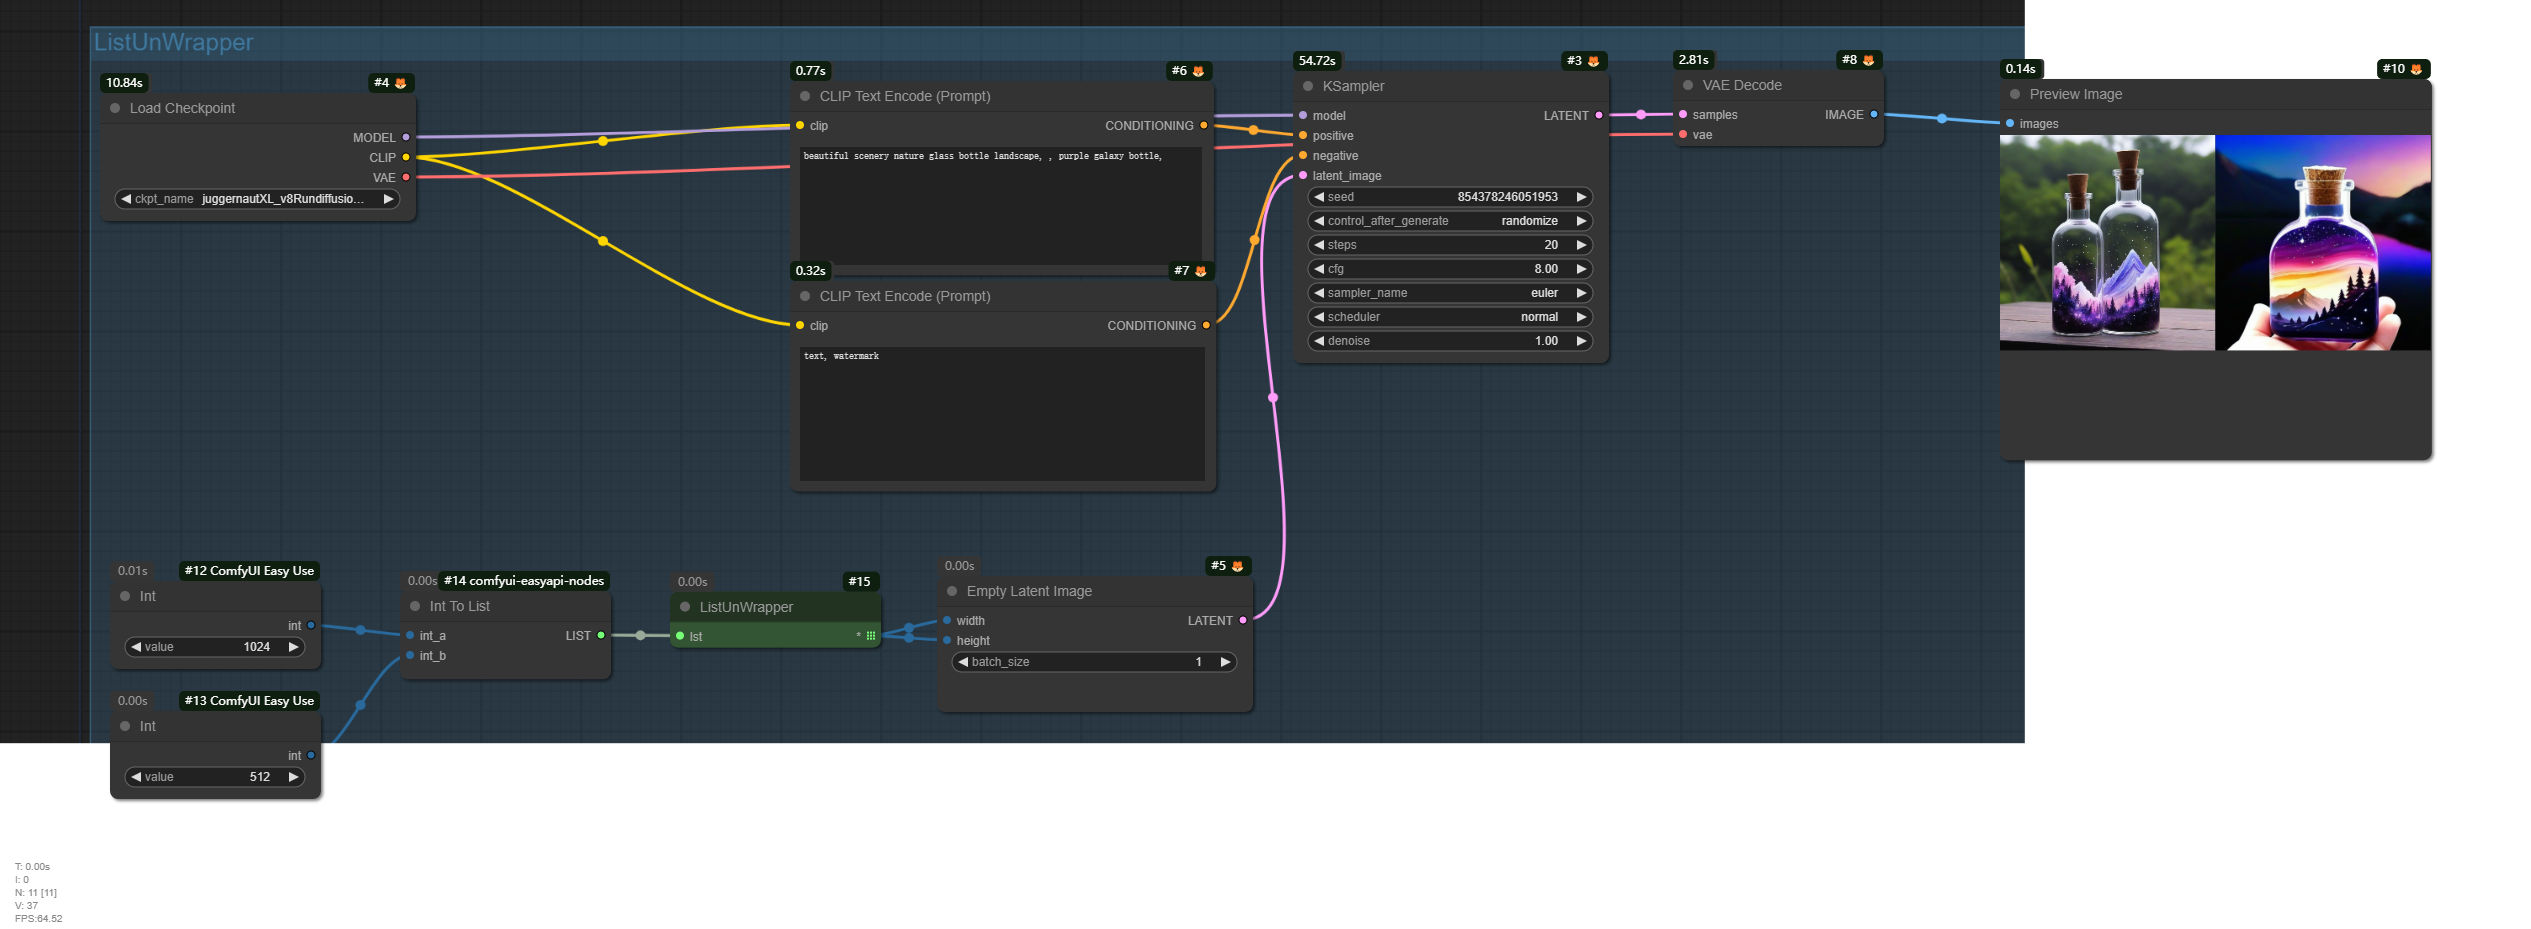 ListUnWrapper
10.84s
#4
Load Checkpoint
MODEL
CLIP
VAE
ckpt_name juggernautXL_v8Rundiffusio...
0.77s
#6
CLIP Text Encode (Prompt)
clip
CONDITIONING
beautiful scenery nature glass bottle landscape, , purple galaxy bottle,
0.32s
#7
CLIP Text Encode (Prompt)
clip
CONDITIONING
text, watermark
54.72s
#3
KSampler
model
LATENT
positive
negative
latent_image
seed 854378246051953
control_after_generate randomize
steps 20
cfg 8.00
sampler_name euler
scheduler normal
denoise 1.00
2.81s
#8
VAE Decode
samples
IMAGE
vae
0.14s
#10
Preview Image
images
0.01s
#12 ComfyUI Easy Use
Int
int
value 1024
0.00s
#13 ComfyUI Easy Use
Int
int
value 512
0.00s
#14 comfyui-easyapi-nodes
Int To List
int_a
LIST
int_b
0.00s
#15
ListUnWrapper
lst
*
0.00s
#5
Empty Latent Image
width
LATENT
height
batch_size 1
T: 0.00s
I: 0
N: 11 [11]
V: 37
FPS:64.52